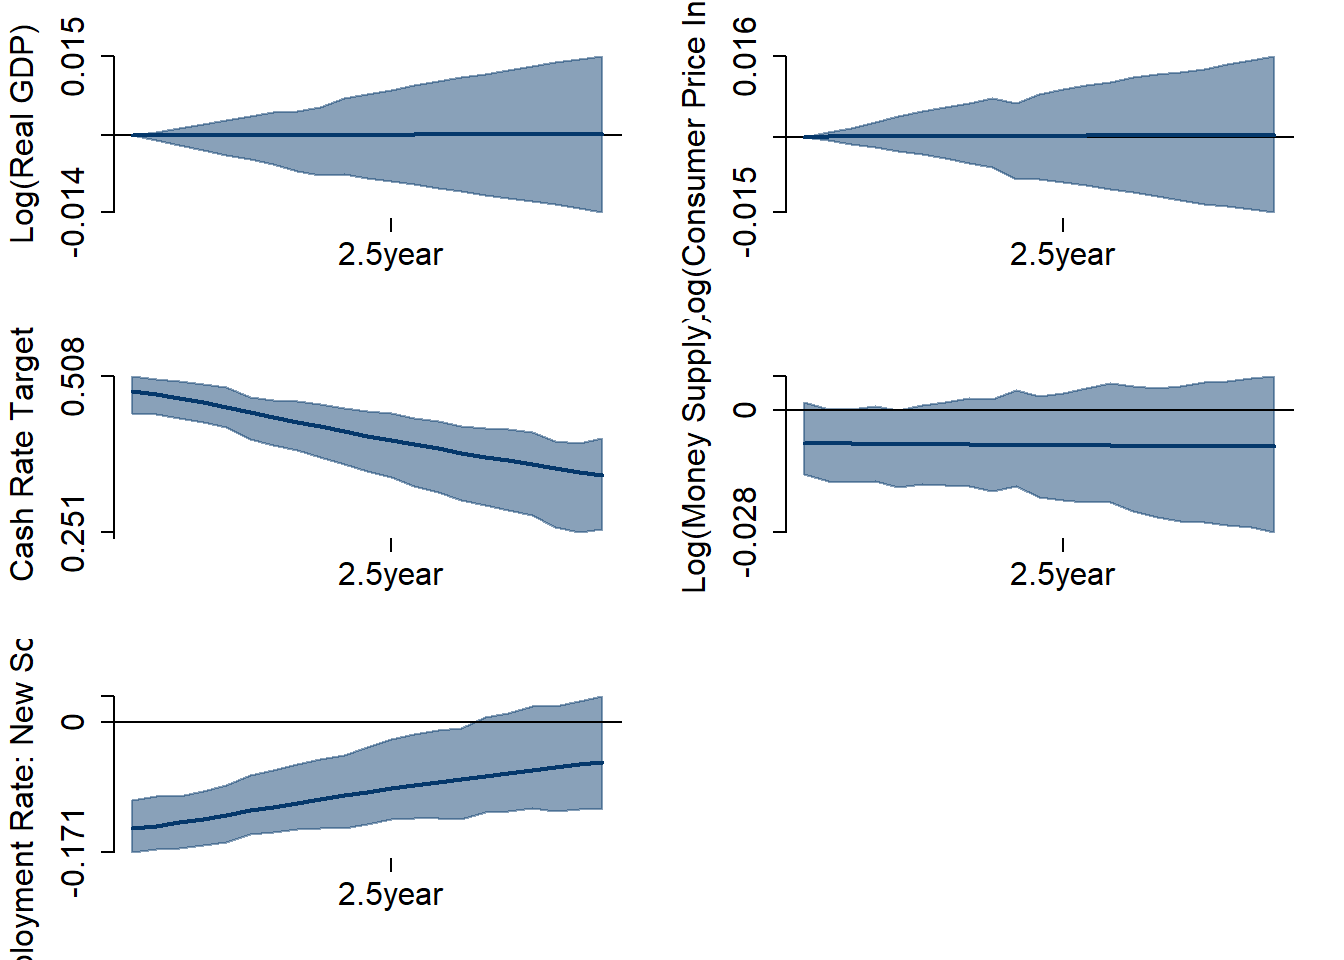 Log(Real GDP)
0.015
-0.014
2.5year
Log(Consumer Price In
0.016
-0.015
2.5year
Cash Rate Target
0.508
0.251
2.5year
Log(Money Supply)
0
-0.028
2.5year
ployment Rate: New Sc
0
-0.171
2.5year